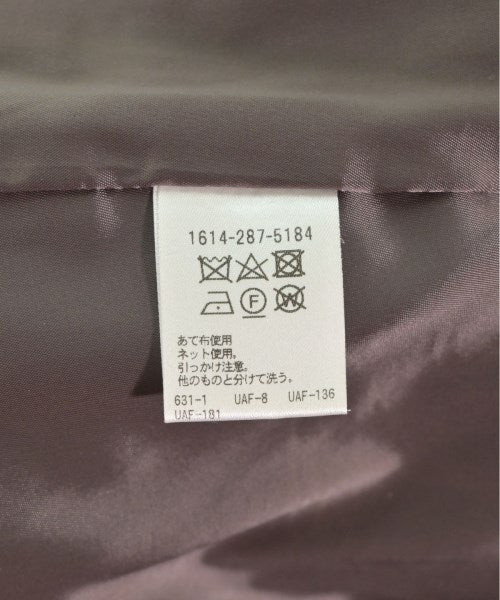 1614-287-5184
F W
あて布使用
ネット使用。
引っかけ注意。
他のものと分けて洗う。
631-1 UAF-8 UAF-136
UAF-181